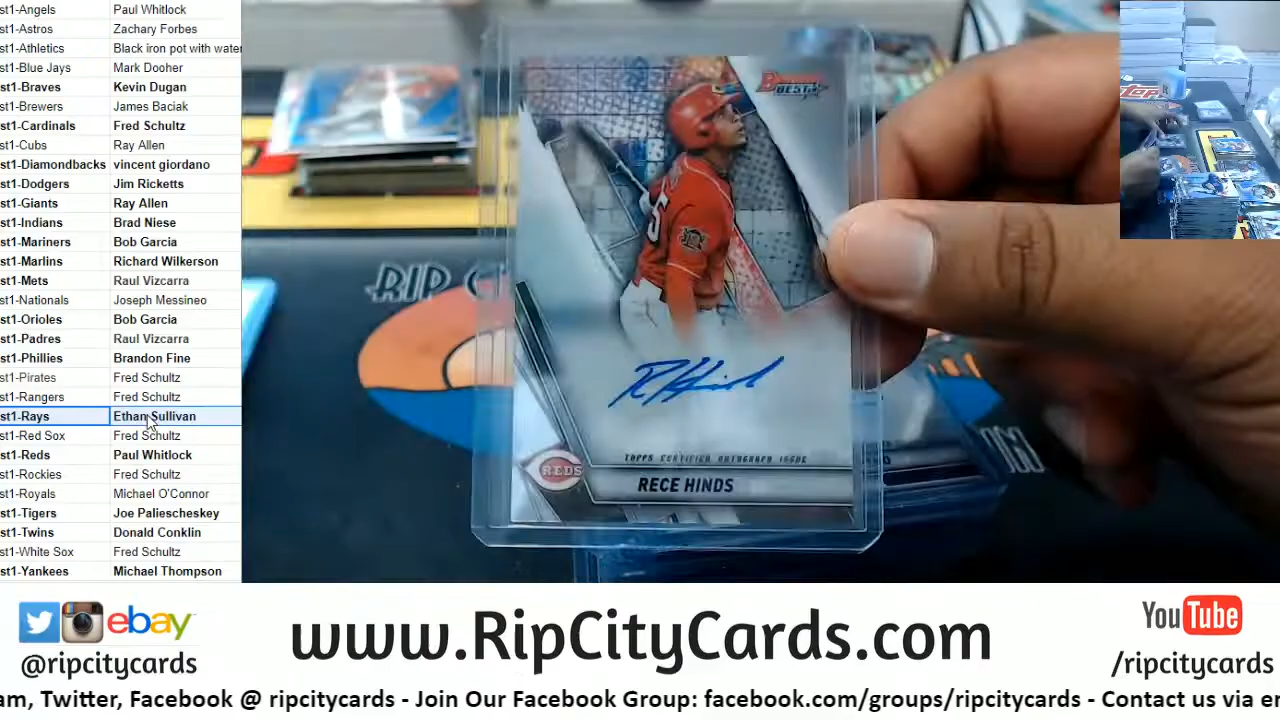 st1-Angels Paul Whitlock
st1-Astros Zachary Forbes
st1-Athletics Black iron pot with water
st1-Blue Jays Mark Dooher
st1-Braves Kevin Dugan
st1-Brewers James Baciak
st1-Cardinals Fred Schultz
st1-Cubs Ray Allen
st1-Diamondbacks vincent giordano
st1-Dodgers Jim Ricketts
st1-Giants Ray Allen
st1-Indians Brad Niese
st1-Mariners Bob Garcia
st1-Marlins Richard Wilkerson
st1-Mets Raul Vizcarra
st1-Nationals Joseph Messineo
st1-Orioles Bob Garcia
st1-Padres Raul Vizcarra
st1-Phillies Brandon Fine
st1-Pirates Fred Schultz
st1-Rangers Fred Schultz
st1-Rays Ethan Sullivan
st1-Red Sox Fred Schultz
st1-Reds Paul Whitlock
st1-Rockies Fred Schultz
st1-Royals Michael O'Connor
st1-Tigers Joe Paliescheskey
st1-Twins Donald Conklin
st1-White Sox Fred Schultz
st1-Yankees Michael Thompson
Bowman's
BEST
RIP C
TOPPS CERTIFIED AUTOGRAPH ISSUE
REDS
RECE HINDS
ebay
@ripcitycards
www.RipCityCards.com
YouTube
/ripcitycards
am, Twitter, Facebook @ ripcitycards - Join Our Facebook Group: facebook.com/groups/ripcitycards - Contact us via en